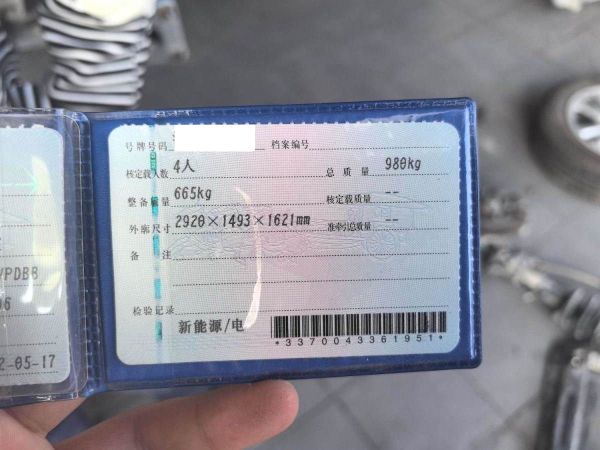 号牌号码
档案编号
核定载人数 4人 总质量 980kg
整备质量 665kg 核定载质量 --
外廓尺寸 2920×1493×1621mm 准牵引总质量 --
备注
检验记录
新能源/电
*3370043361951*
PDBB
2-05-17